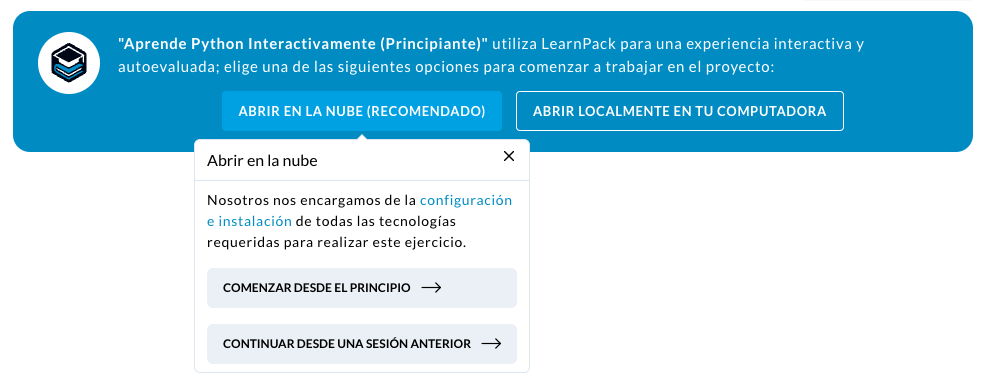 "Aprende Python Interactivamente (Principiante)" utiliza LearnPack para una experiencia interactiva y
autoevaluada; elige una de las siguientes opciones para comenzar a trabajar en el proyecto:
ABRIR EN LA NUBE (RECOMENDADO)
ABRIR LOCALMENTE EN TU COMPUTADORA
Abrir en la nube
Nosotros nos encargamos de la configuración
e instalación de todas las tecnologías
requeridas para realizar este ejercicio.
COMENZAR DESDE EL PRINCIPIO
CONTINUAR DESDE UNA SESIÓN ANTERIOR